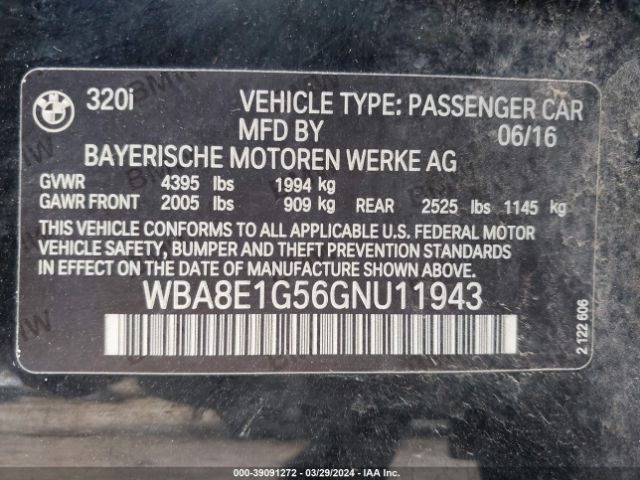 BMW
320i VEHICLE TYPE: PASSENGER CAR
MFD BY 06/16
BAYERISCHE MOTOREN WERKE AG
GVWR 4395 lbs 1994 kg
GAWR FRONT 2005 lbs 909 kg REAR 2525 lbs 1145 kg
THIS VEHICLE CONFORMS TO ALL APPLICABLE U.S. FEDERAL MOTOR
VEHICLE SAFETY, BUMPER AND THEFT PREVENTION STANDARDS
IN EFFECT ON THE DATE OF MANUFACTURE SHOWN ABOVE.
WBA8E1G56GNU11943
2 122 606
000-39091272 — 03/29/2024 — IAA Inc.